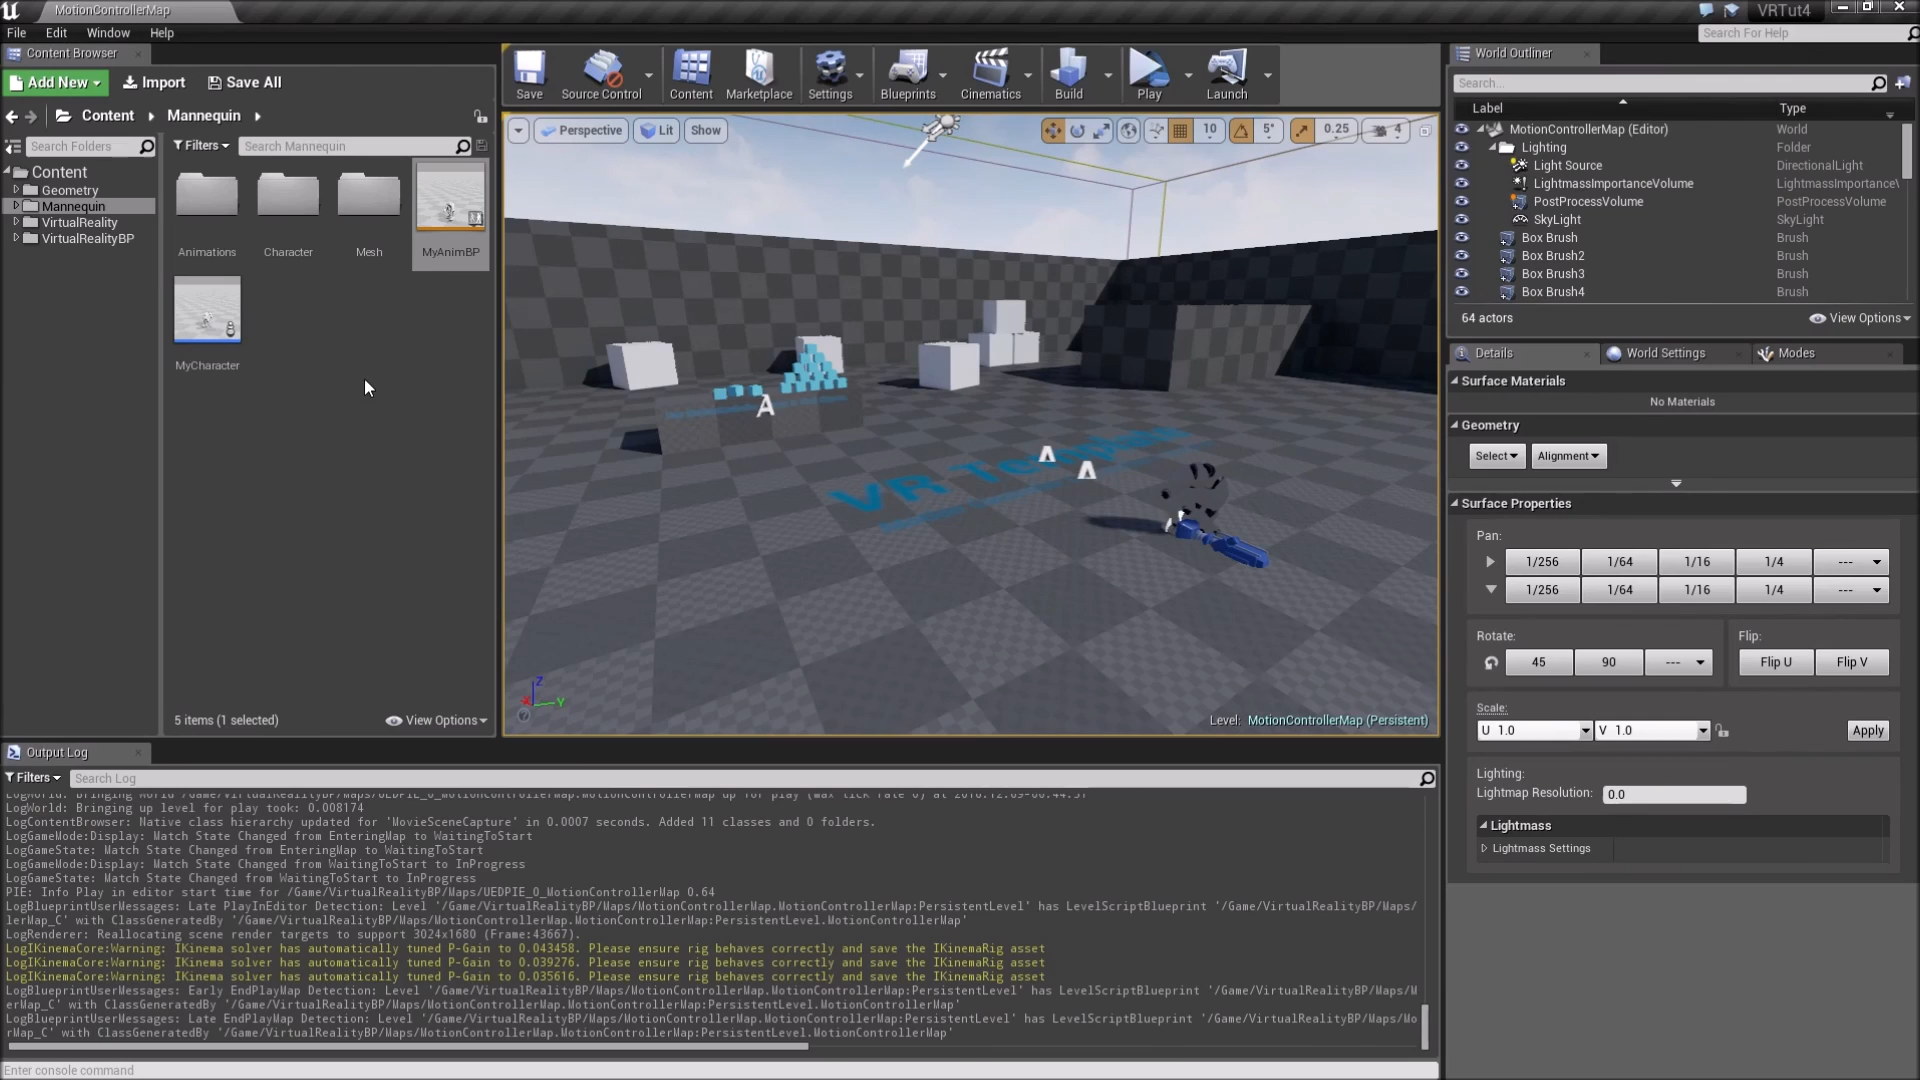 MotionControllerMap
VRTut4
File Edit Window Help
Search For Help
Content Browser
Add New Import Save All
Content Mannequin
Search Folders
Filters Search Mannequin
Content
Geometry
Mannequin
VirtualReality
VirtualRealityBP
Animations Character Mesh MyAnimBP
MyCharacter
5 items (1 selected) View Options
Save Source Control Content Marketplace Settings Blueprints Cinematics Build Play Launch
Perspective Lit Show
10 5° 0.25 4
VR Template
Level: MotionControllerMap (Persistent)
World Outliner
Search...
Label Type
MotionControllerMap (Editor) World
Lighting Folder
Light Source DirectionalLight
LightmassImportanceVolume LightmassImportanceV
PostProcessVolume PostProcessVolume
SkyLight SkyLight
Box Brush Brush
Box Brush2 Brush
Box Brush3 Brush
Box Brush4 Brush
64 actors View Options
Details World Settings Modes
Surface Materials
No Materials
Geometry
Select Alignment
Surface Properties
Pan:
1/256 1/64 1/16 1/4 ---
1/256 1/64 1/16 1/4 ---
Rotate: Flip:
45 90 --- Flip U Flip V
Scale:
U 1.0 V 1.0 Apply
Lighting:
Lightmap Resolution: 0.0
Lightmass
Lightmass Settings
Output Log
Filters Search Log
LogWorld: Bringing World /Game/VirtualRealityBP/Maps/UEDPIE_0_MotionControllerMap.MotionControllerMap up for play (max tick rate 0) at
LogWorld: Bringing up level for play took: 0.008174
LogContentBrowser: Native class hierarchy updated for 'MovieSceneCapture' in 0.0007 seconds. Added 11 classes and 0 folders.
LogGameMode:Display: Match State Changed from EnteringMap to WaitingToStart
LogGameState: Match State Changed from EnteringMap to WaitingToStart
LogGameMode:Display: Match State Changed from WaitingToStart to InProgress
LogGameState: Match State Changed from WaitingToStart to InProgress
PIE: Info Play in editor start time for /Game/VirtualRealityBP/Maps/UEDPIE_0_MotionControllerMap 0.64
LogBlueprintUserMessages: Late PlayInEditor Detection: Level '/Game/VirtualRealityBP/Maps/MotionControllerMap.MotionControllerMap:PersistentLevel' has LevelScriptBlueprint '/Game/VirtualRealityBP/Maps/
lerMap_C' with ClassGeneratedBy '/Game/VirtualRealityBP/Maps/MotionControllerMap.MotionControllerMap:PersistentLevel.MotionControllerMap'
LogRenderer: Reallocating scene render targets to support 3024x1680 (Frame:43667).
LogIKinemaCore:Warning: IKinema solver has automatically tuned P-Gain to 0.043458. Please ensure rig behaves correctly and save the IKinemaRig asset
LogIKinemaCore:Warning: IKinema solver has automatically tuned P-Gain to 0.039276. Please ensure rig behaves correctly and save the IKinemaRig asset
LogIKinemaCore:Warning: IKinema solver has automatically tuned P-Gain to 0.035616. Please ensure rig behaves correctly and save the IKinemaRig asset
LogBlueprintUserMessages: Early EndPlayMap Detection: Level '/Game/VirtualRealityBP/Maps/MotionControllerMap.MotionControllerMap:PersistentLevel' has LevelScriptBlueprint '/Game/VirtualRealityBP/Maps/M
erMap_C' with ClassGeneratedBy '/Game/VirtualRealityBP/Maps/MotionControllerMap.MotionControllerMap:PersistentLevel.MotionControllerMap'
LogBlueprintUserMessages: Late EndPlayMap Detection: Level '/Game/VirtualRealityBP/Maps/MotionControllerMap.MotionControllerMap:PersistentLevel' has LevelScriptBlueprint '/Game/VirtualRealityBP/Maps/Mo
rMap_C' with ClassGeneratedBy '/Game/VirtualRealityBP/Maps/MotionControllerMap.MotionControllerMap:PersistentLevel.MotionControllerMap'
Enter console command